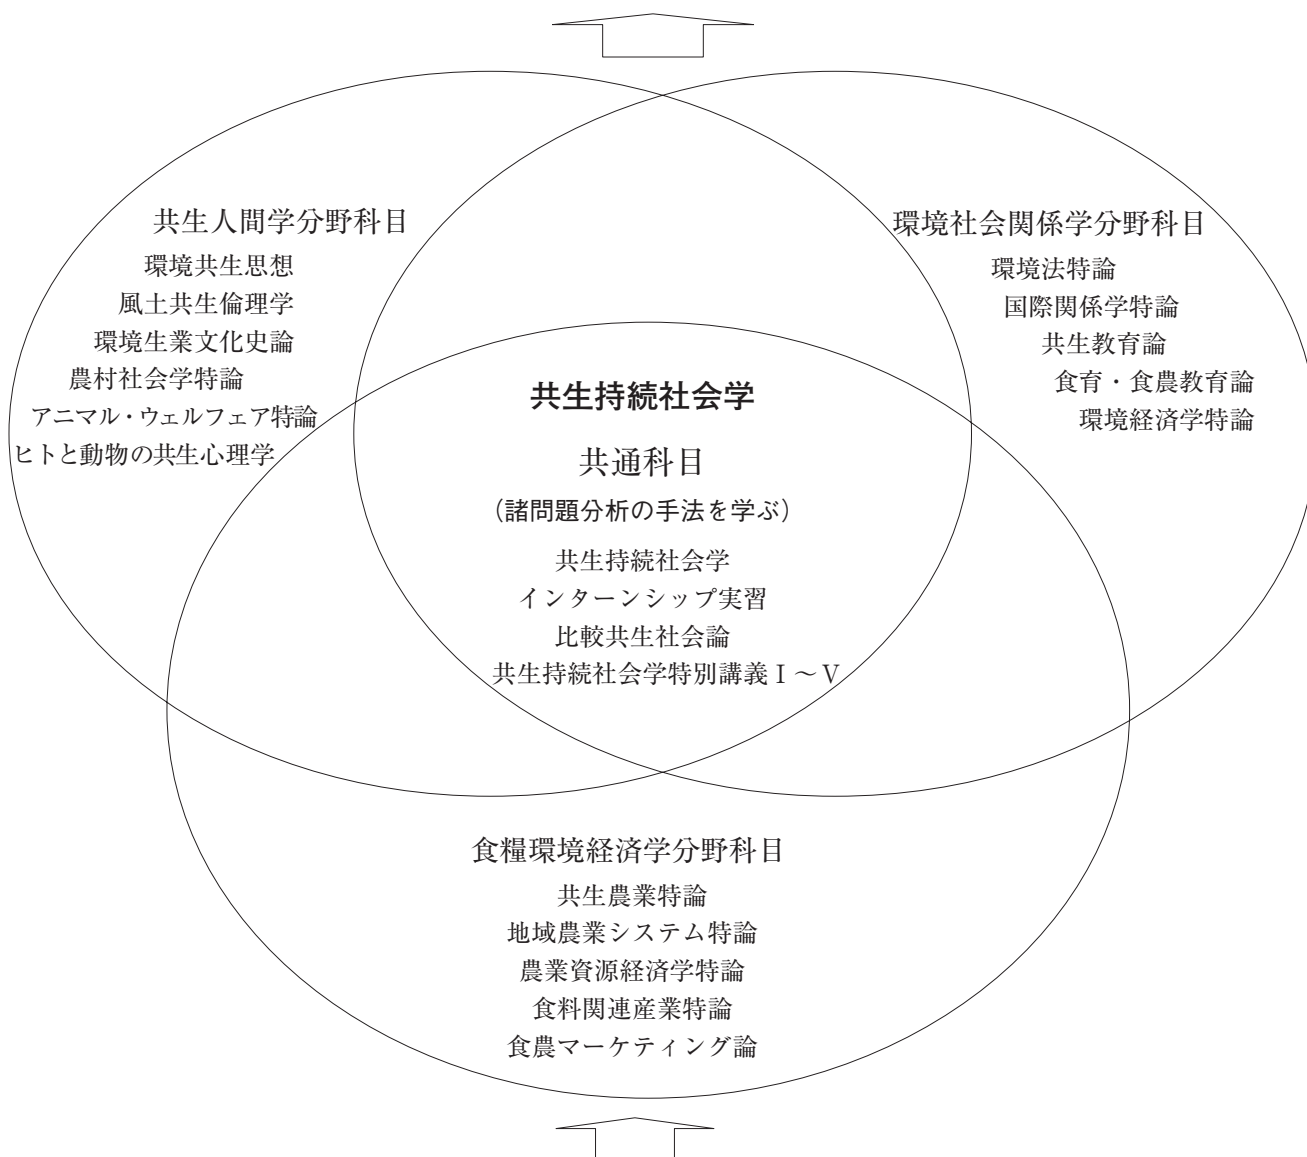 共生人間学分野科目
環境共生思想
風土共生倫理学
環境生業文化史論
農村社会学特論
アニマル・ウェルフェア特論
ヒトと動物の共生心理学
環境社会関係学分野科目
環境法特論
国際関係学特論
共生教育論
食育・食農教育論
環境経済学特論
共生持続社会学
共通科目
（諸問題分析の手法を学ぶ）
共生持続社会学
インターンシップ実習
比較共生社会論
共生持続社会学特別講義Ⅰ～Ⅴ
食糧環境経済学分野科目
共生農業特論
地域農業システム特論
農業資源経済学特論
食料関連産業特論
食農マーケティング論